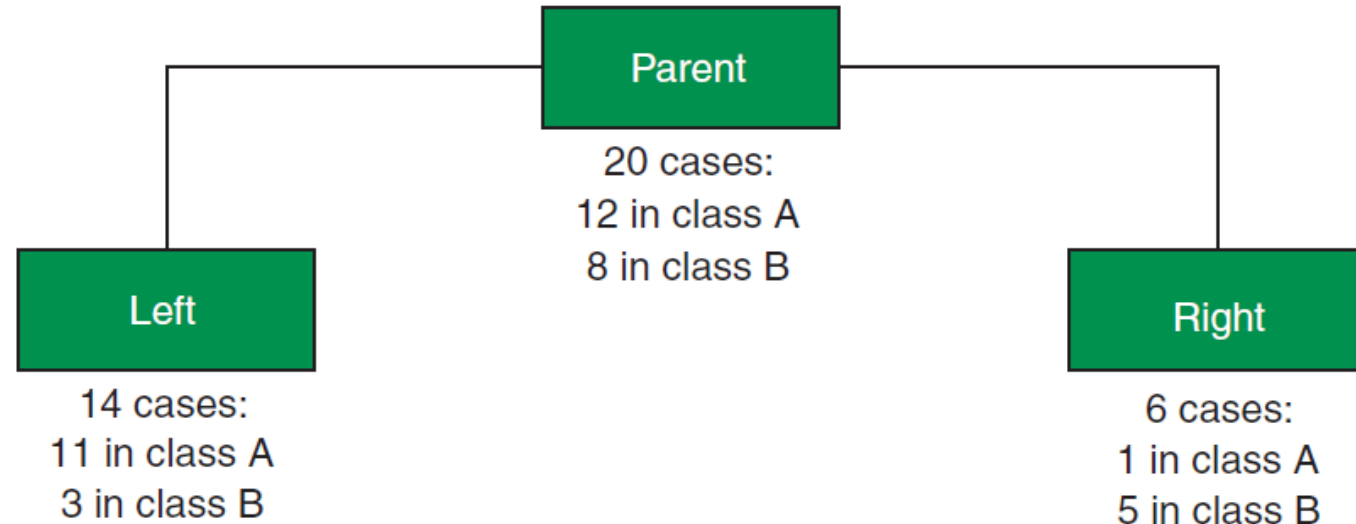 Parent
20 cases:
12 in class A
8 in class B
Left
14 cases:
11 in class A
3 in class B
Right
6 cases:
1 in class A
5 in class B